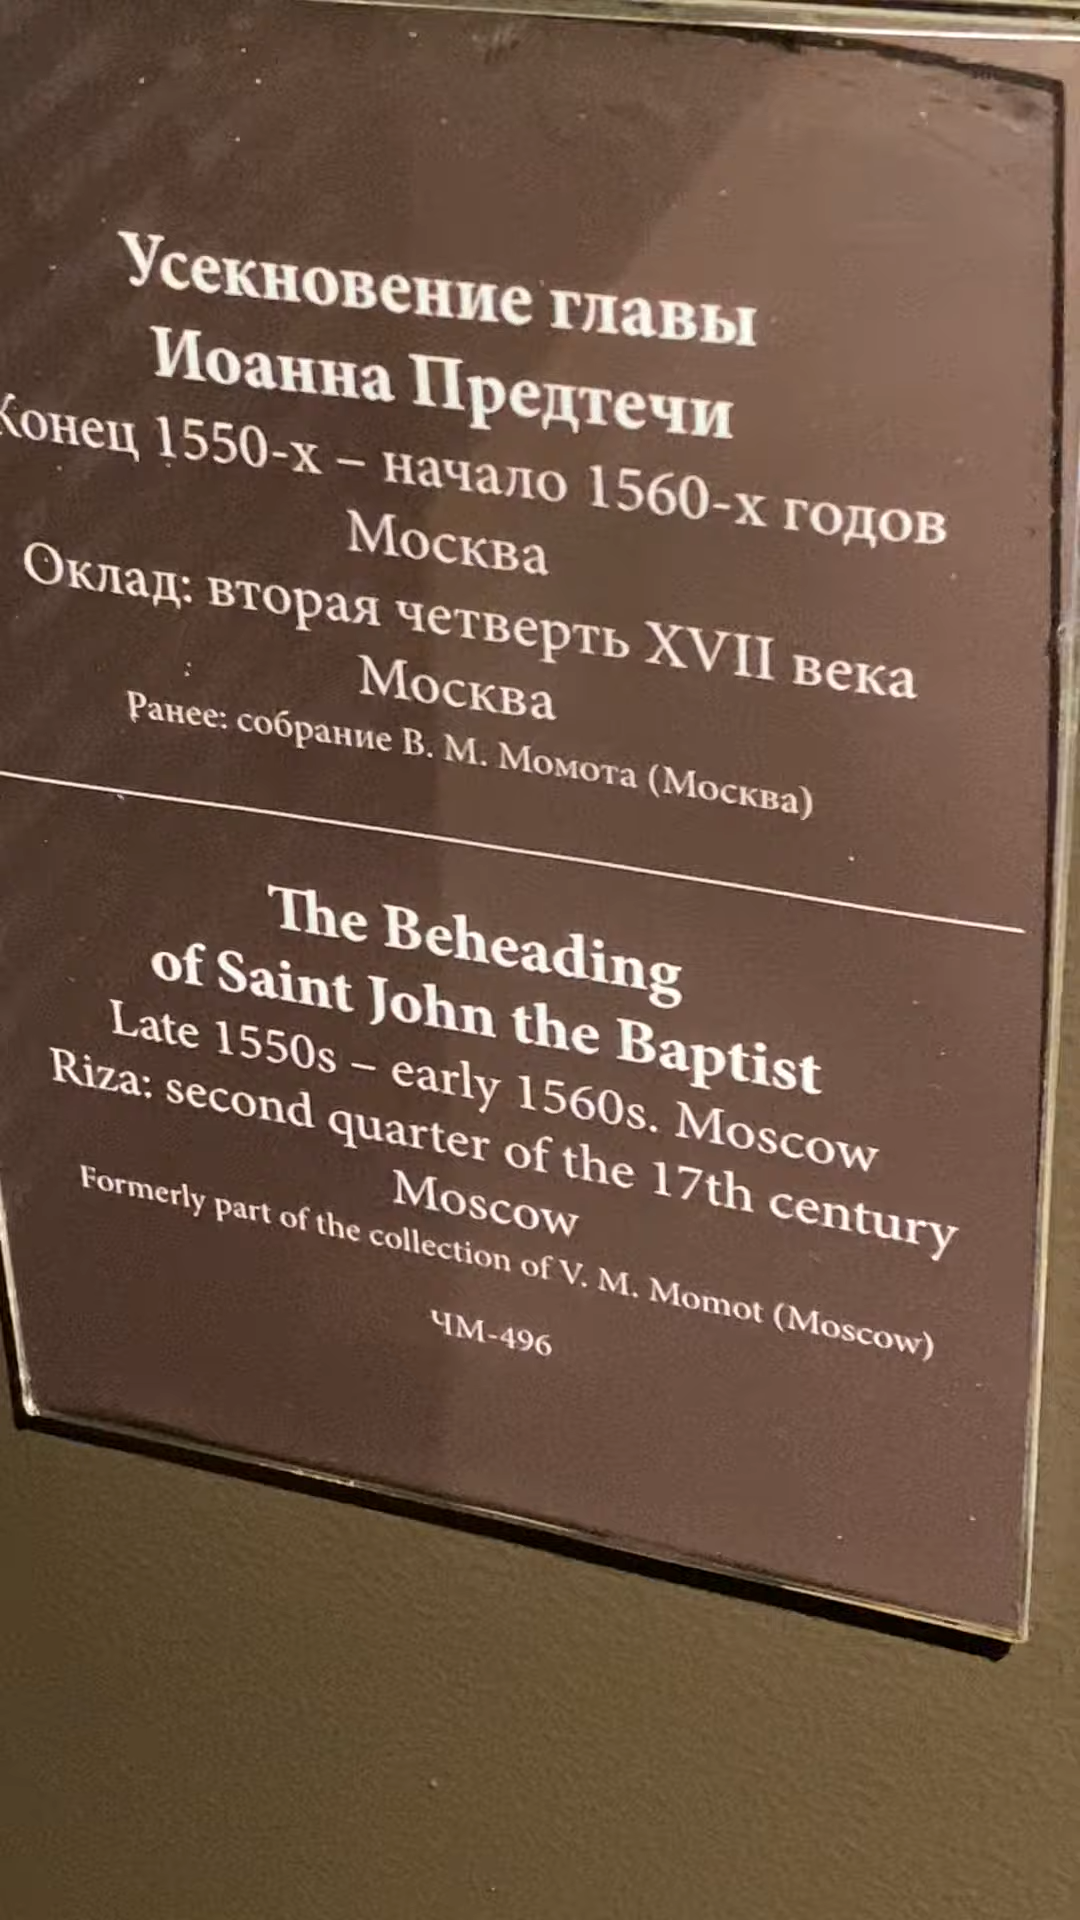 Усекновение главы
Иоанна Предтечи
Конец 1550-х – начало 1560-х годов
Москва
Оклад: вторая четверть XVII века
Москва
Ранее: собрание В. М. Момота (Москва)
The Beheading
of Saint John the Baptist
Late 1550s – early 1560s. Moscow
Riza: second quarter of the 17th century
Moscow
Formerly part of the collection of V. M. Momot (Moscow)
ЧМ-496